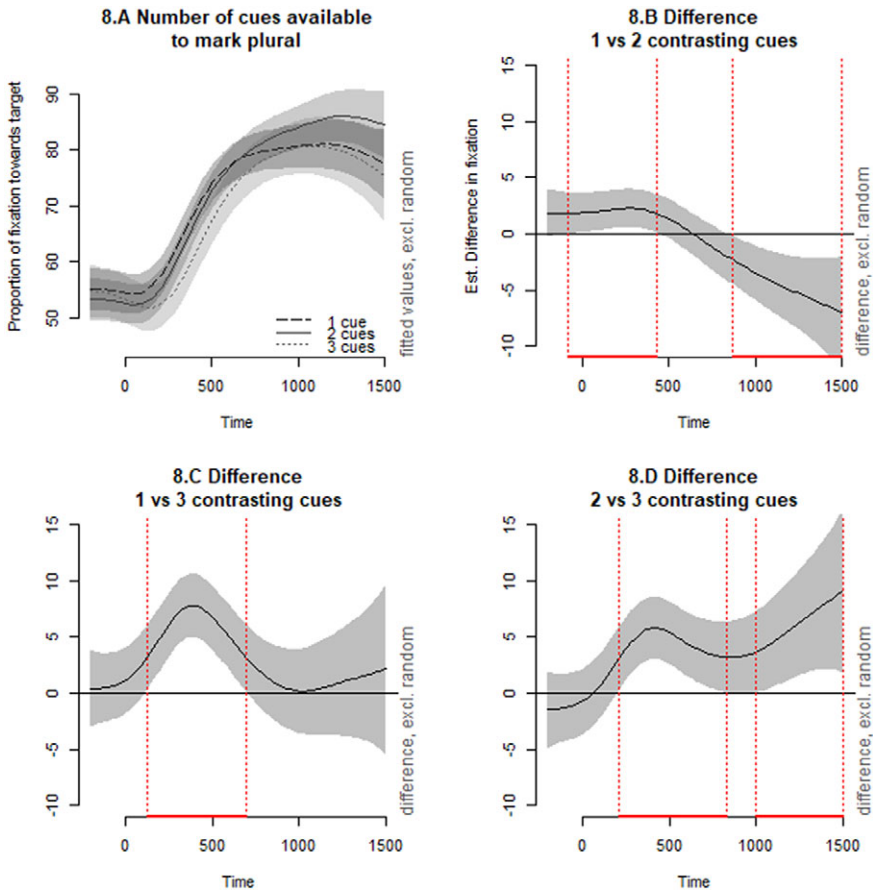 8.A Number of cues available
to mark plural
Proportion of fixation towards target
90
80
70
60
50
1 cue
2 cues
3 cues
0 500 1000 1500
Time
fitted values, excl. random
8.B Difference
1 vs 2 contrasting cues
Est. Difference in fixation
15
10
5
0
-5
-10
0 500 1000 1500
Time
difference, excl. random
8.C Difference
1 vs 3 contrasting cues
15
10
5
0
-5
-10
0 500 1000 1500
Time
difference, excl. random
8.D Difference
2 vs 3 contrasting cues
15
10
5
0
-5
-10
0 500 1000 1500
Time
difference, excl. random